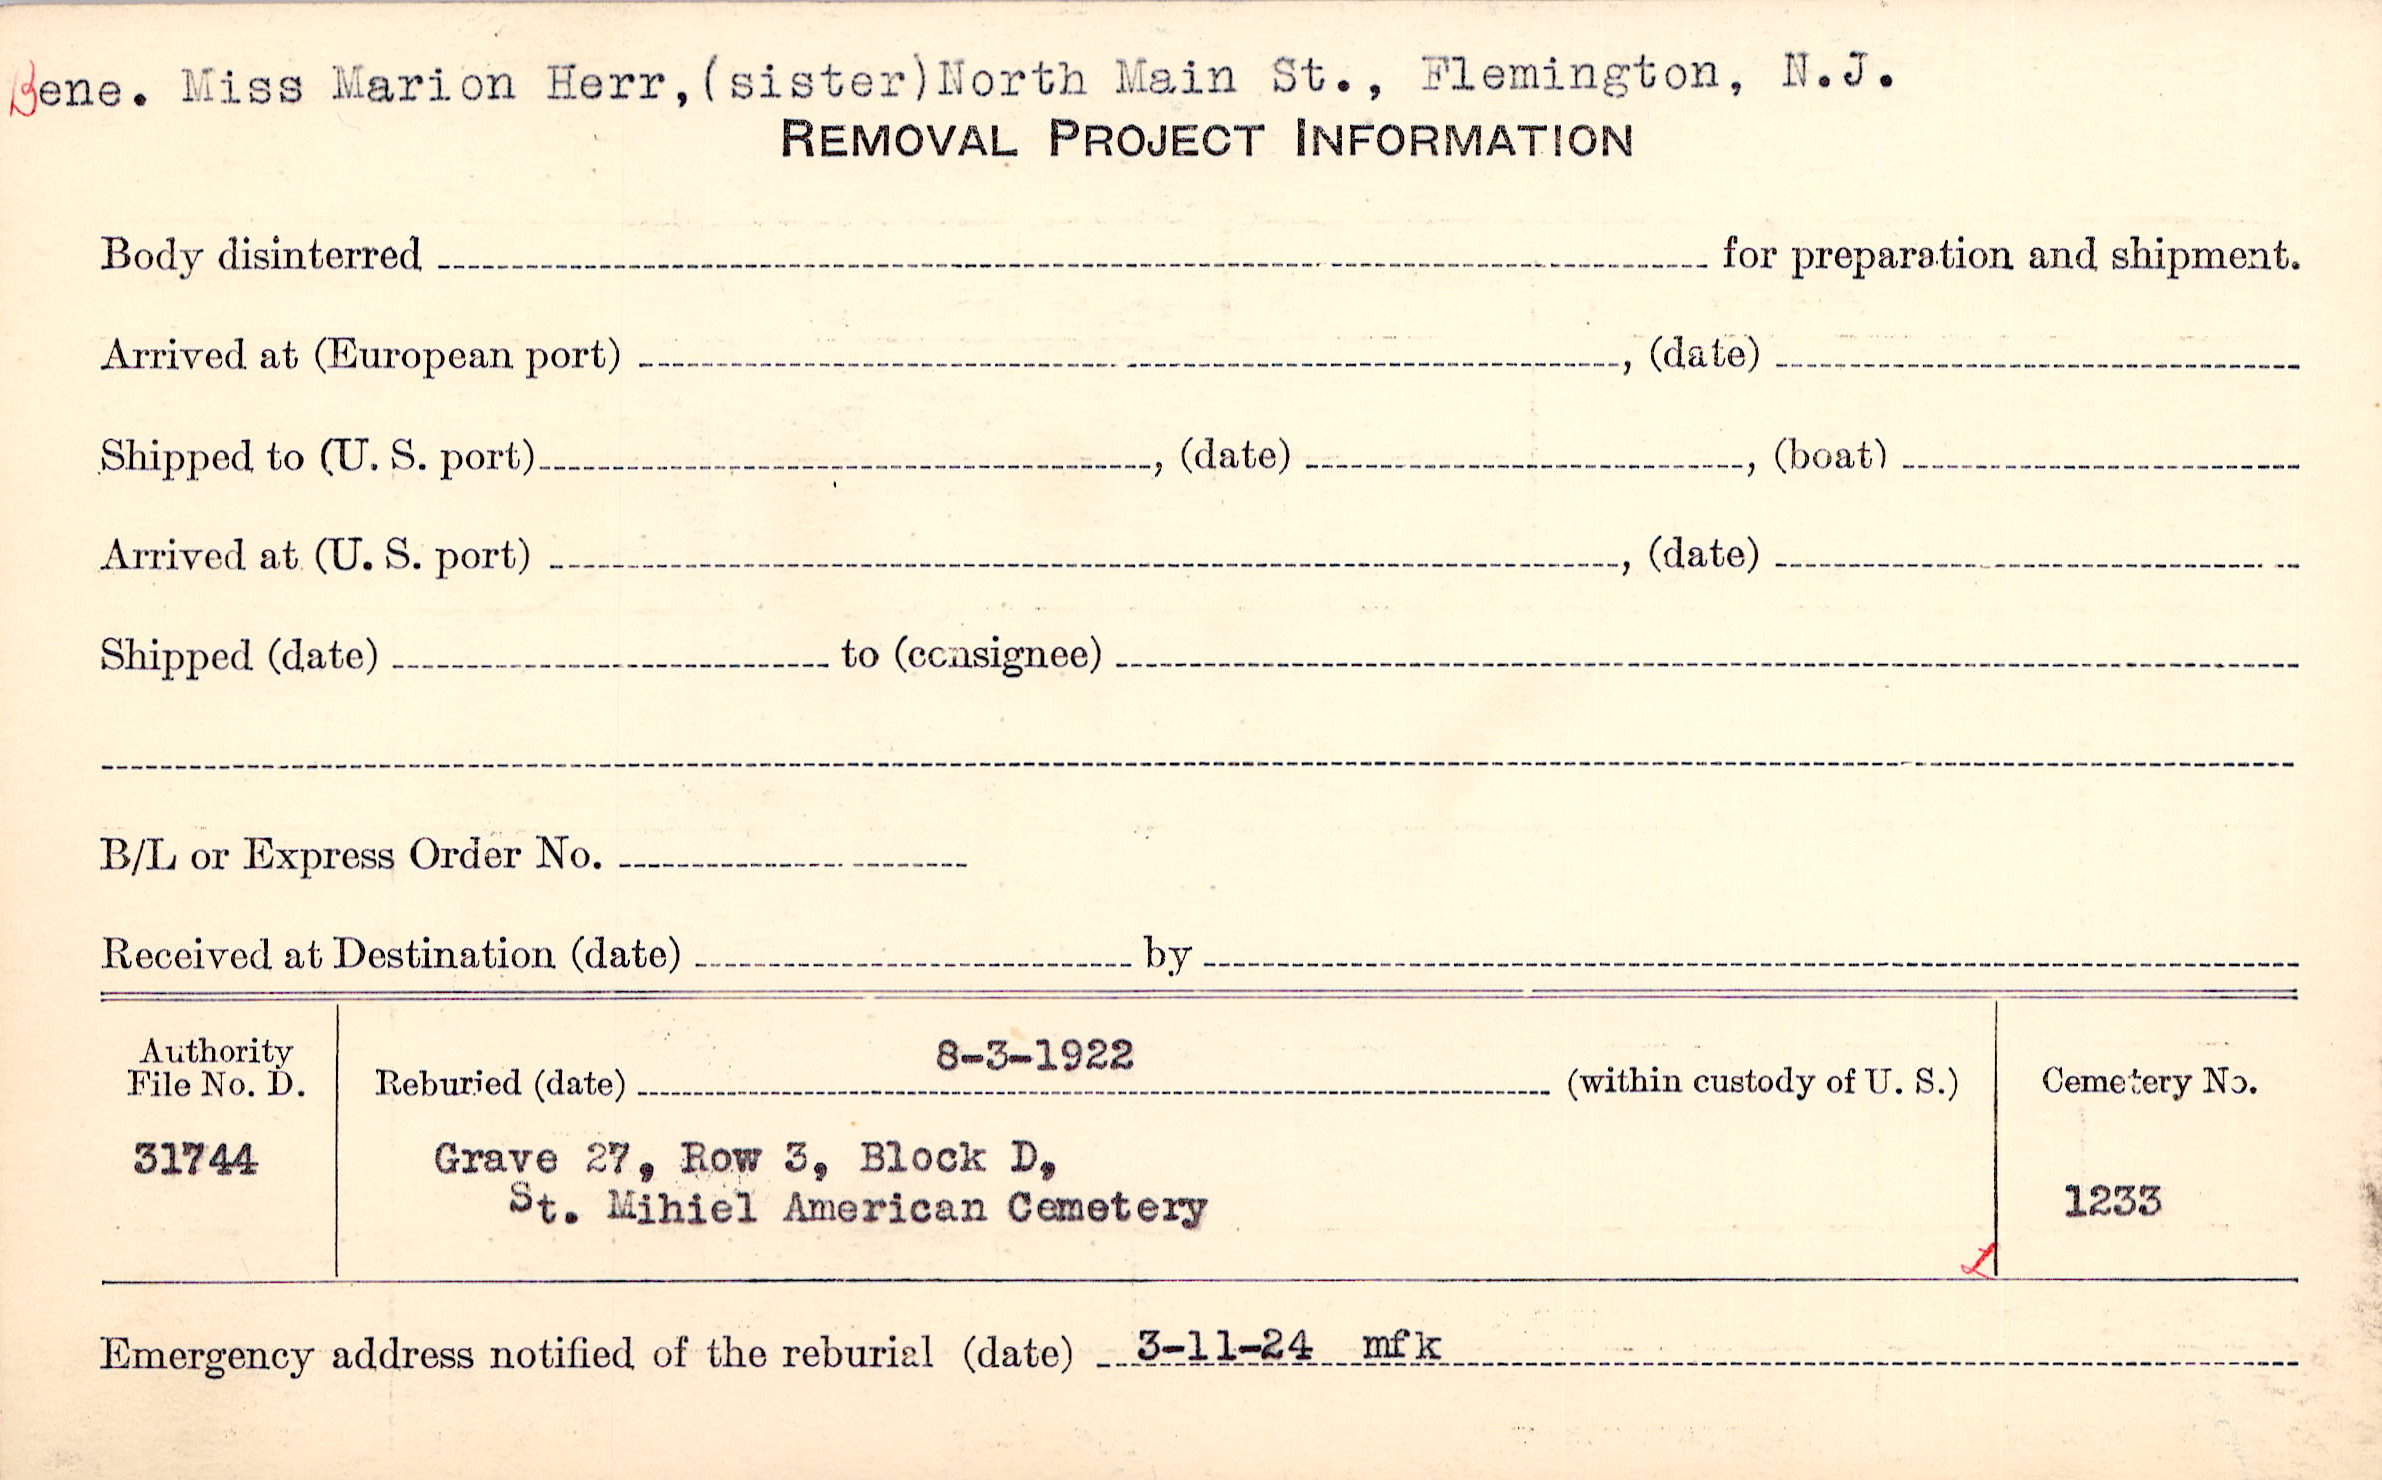 Bene. Miss Marion Herr,(sister)North Main St., Flemington, N.J.
REMOVAL PROJECT INFORMATION
Body disinterred for preparation and shipment.
Arrived at (European port) , (date)
Shipped to (U. S. port) , (date) , (boat)
Arrived at (U. S. port) , (date)
Shipped (date) to (consignee)
B/L or Express Order No.
Received at Destination (date) by
Authority
File No. D.
31744
8-3-1922
Reburied (date) (within custody of U. S.)
Grave 27, Row 3, Block D,
St. Mihiel American Cemetery
Cemetery No.
1233
Emergency address notified of the reburial (date) 3-11-24 mfk